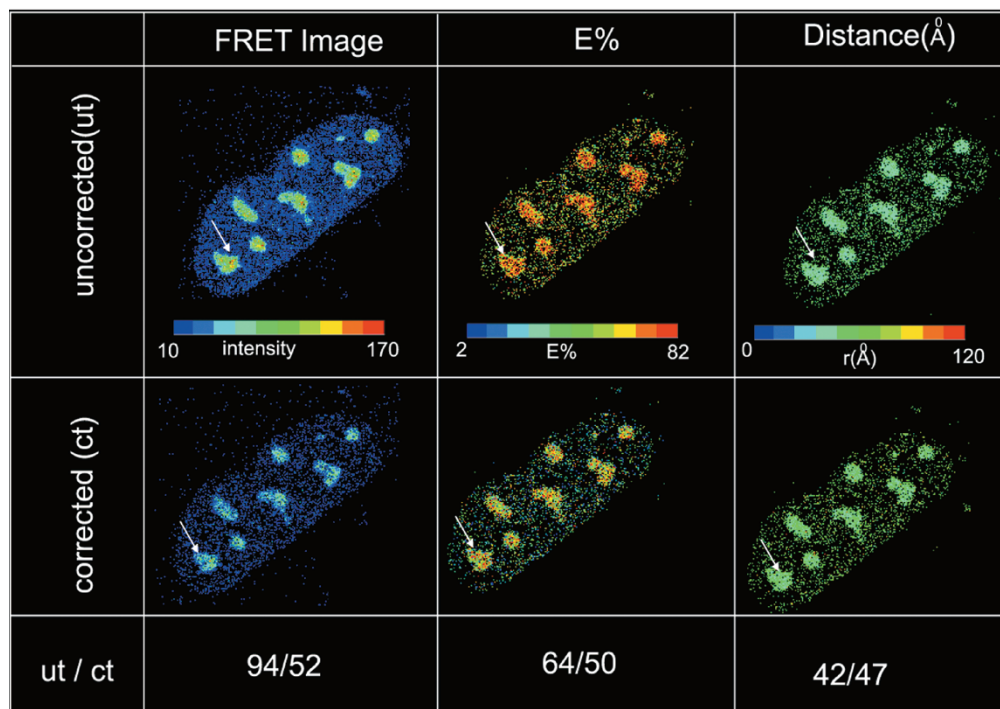 FRET Image
E%
Distance(Å)
uncorrected(ut)
10 intensity 170
2 E% 82
0 r(Å) 120
corrected (ct)
ut / ct
94/52
64/50
42/47